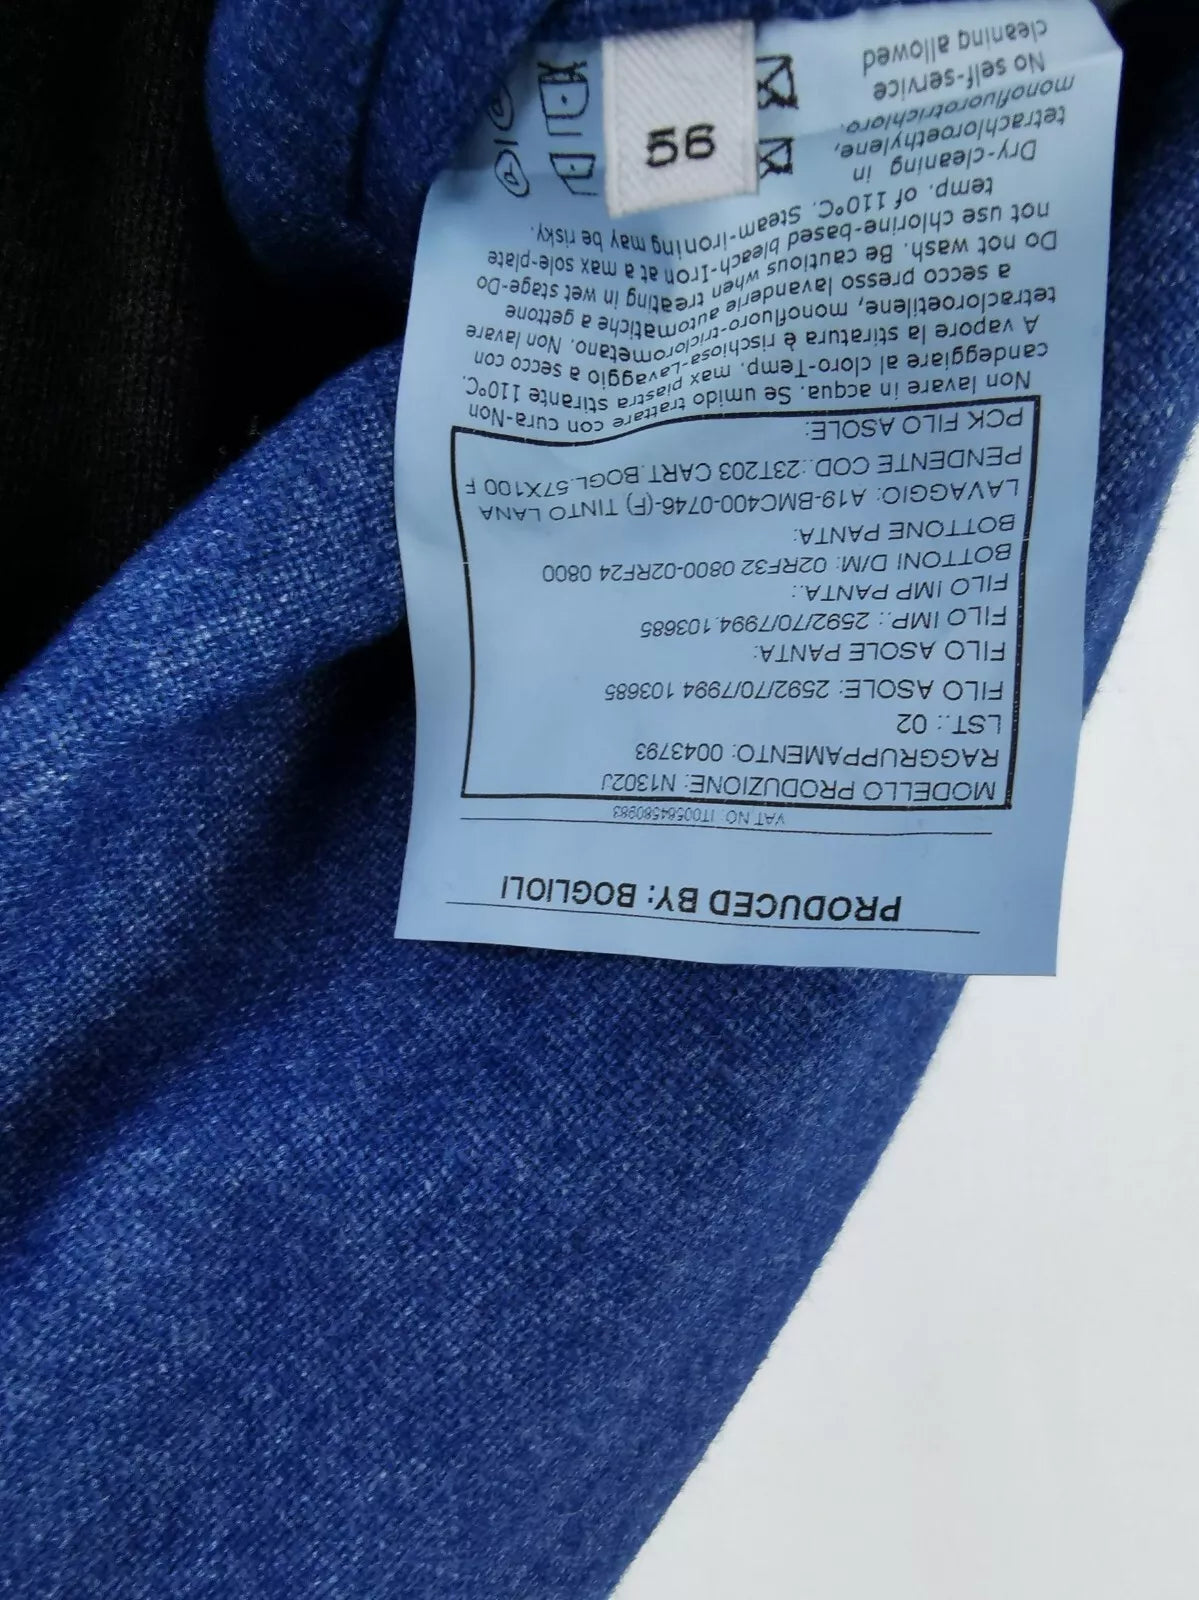 PRODUCED BY: BOGLIOLI
VAT NO: IT00564580983
MODELLO PRODUZIONE: N1302J
RAGGRUPPAMENTO: 0043793
LST.: 02
FILO ASOLE: 2592/70/7994 103685
FILO ASOLE PANTA:
FILO IMP.: 2592/70/7994 103685
FILO IMP PANTA.:
BOTTONI D/M: 02RF32 0800-02RF24 0800
BOTTONE PANTA:
LAVAGGIO: A19-BMC400-0746-(F) TINTO LANA
PENDENTE COD.:23T203 CART. BOGL.57X100 F
PCK FILO ASOLE:
Non lavare in acqua. Se umido trattare con cura-Non
candeggiare al cloro-Temp. max piastra stirante 110°C.
A vapore la stiratura è rischiosa-Lavaggio a secco con
tetracloroetilene, monofluoro-triclorometano. Non lavare
a secco presso lavanderie automatiche a gettone
Do not wash. Be cautious when treating in wet stage-Do
not use chlorine-based bleach-Iron at a max sole-plate
temp. of 110°C. Steam-ironing may be risky.
Dry-cleaning in
tetrachloroethylene,
monofluorotrichloro.
No self-service
cleaning allowed
56